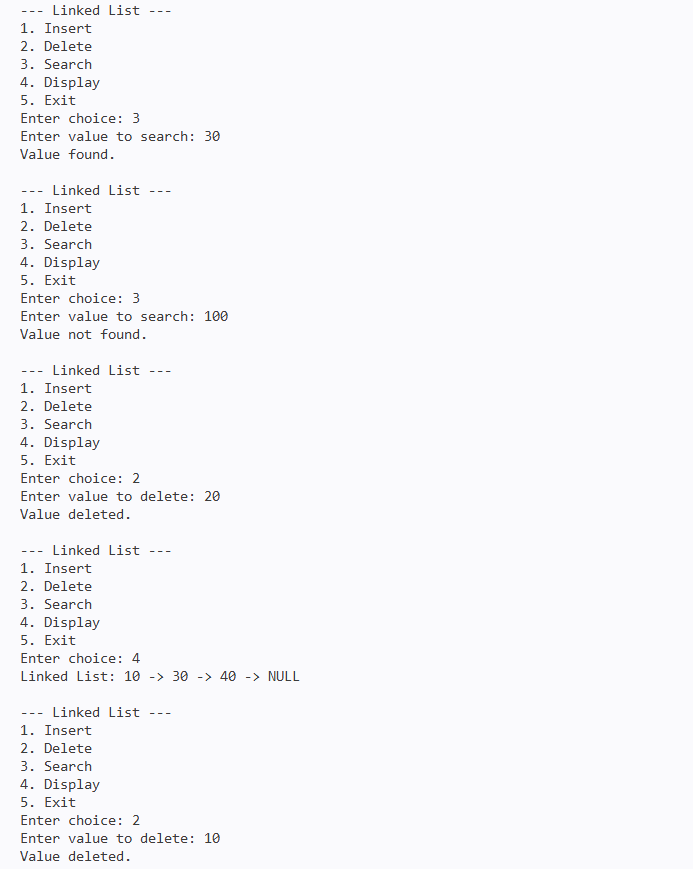 --- Linked List ---
1. Insert
2. Delete
3. Search
4. Display
5. Exit
Enter choice: 3
Enter value to search: 30
Value found.

--- Linked List ---
1. Insert
2. Delete
3. Search
4. Display
5. Exit
Enter choice: 3
Enter value to search: 100
Value not found.

--- Linked List ---
1. Insert
2. Delete
3. Search
4. Display
5. Exit
Enter choice: 2
Enter value to delete: 20
Value deleted.

--- Linked List ---
1. Insert
2. Delete
3. Search
4. Display
5. Exit
Enter choice: 4
Linked List: 10 -> 30 -> 40 -> NULL

--- Linked List ---
1. Insert
2. Delete
3. Search
4. Display
5. Exit
Enter choice: 2
Enter value to delete: 10
Value deleted.